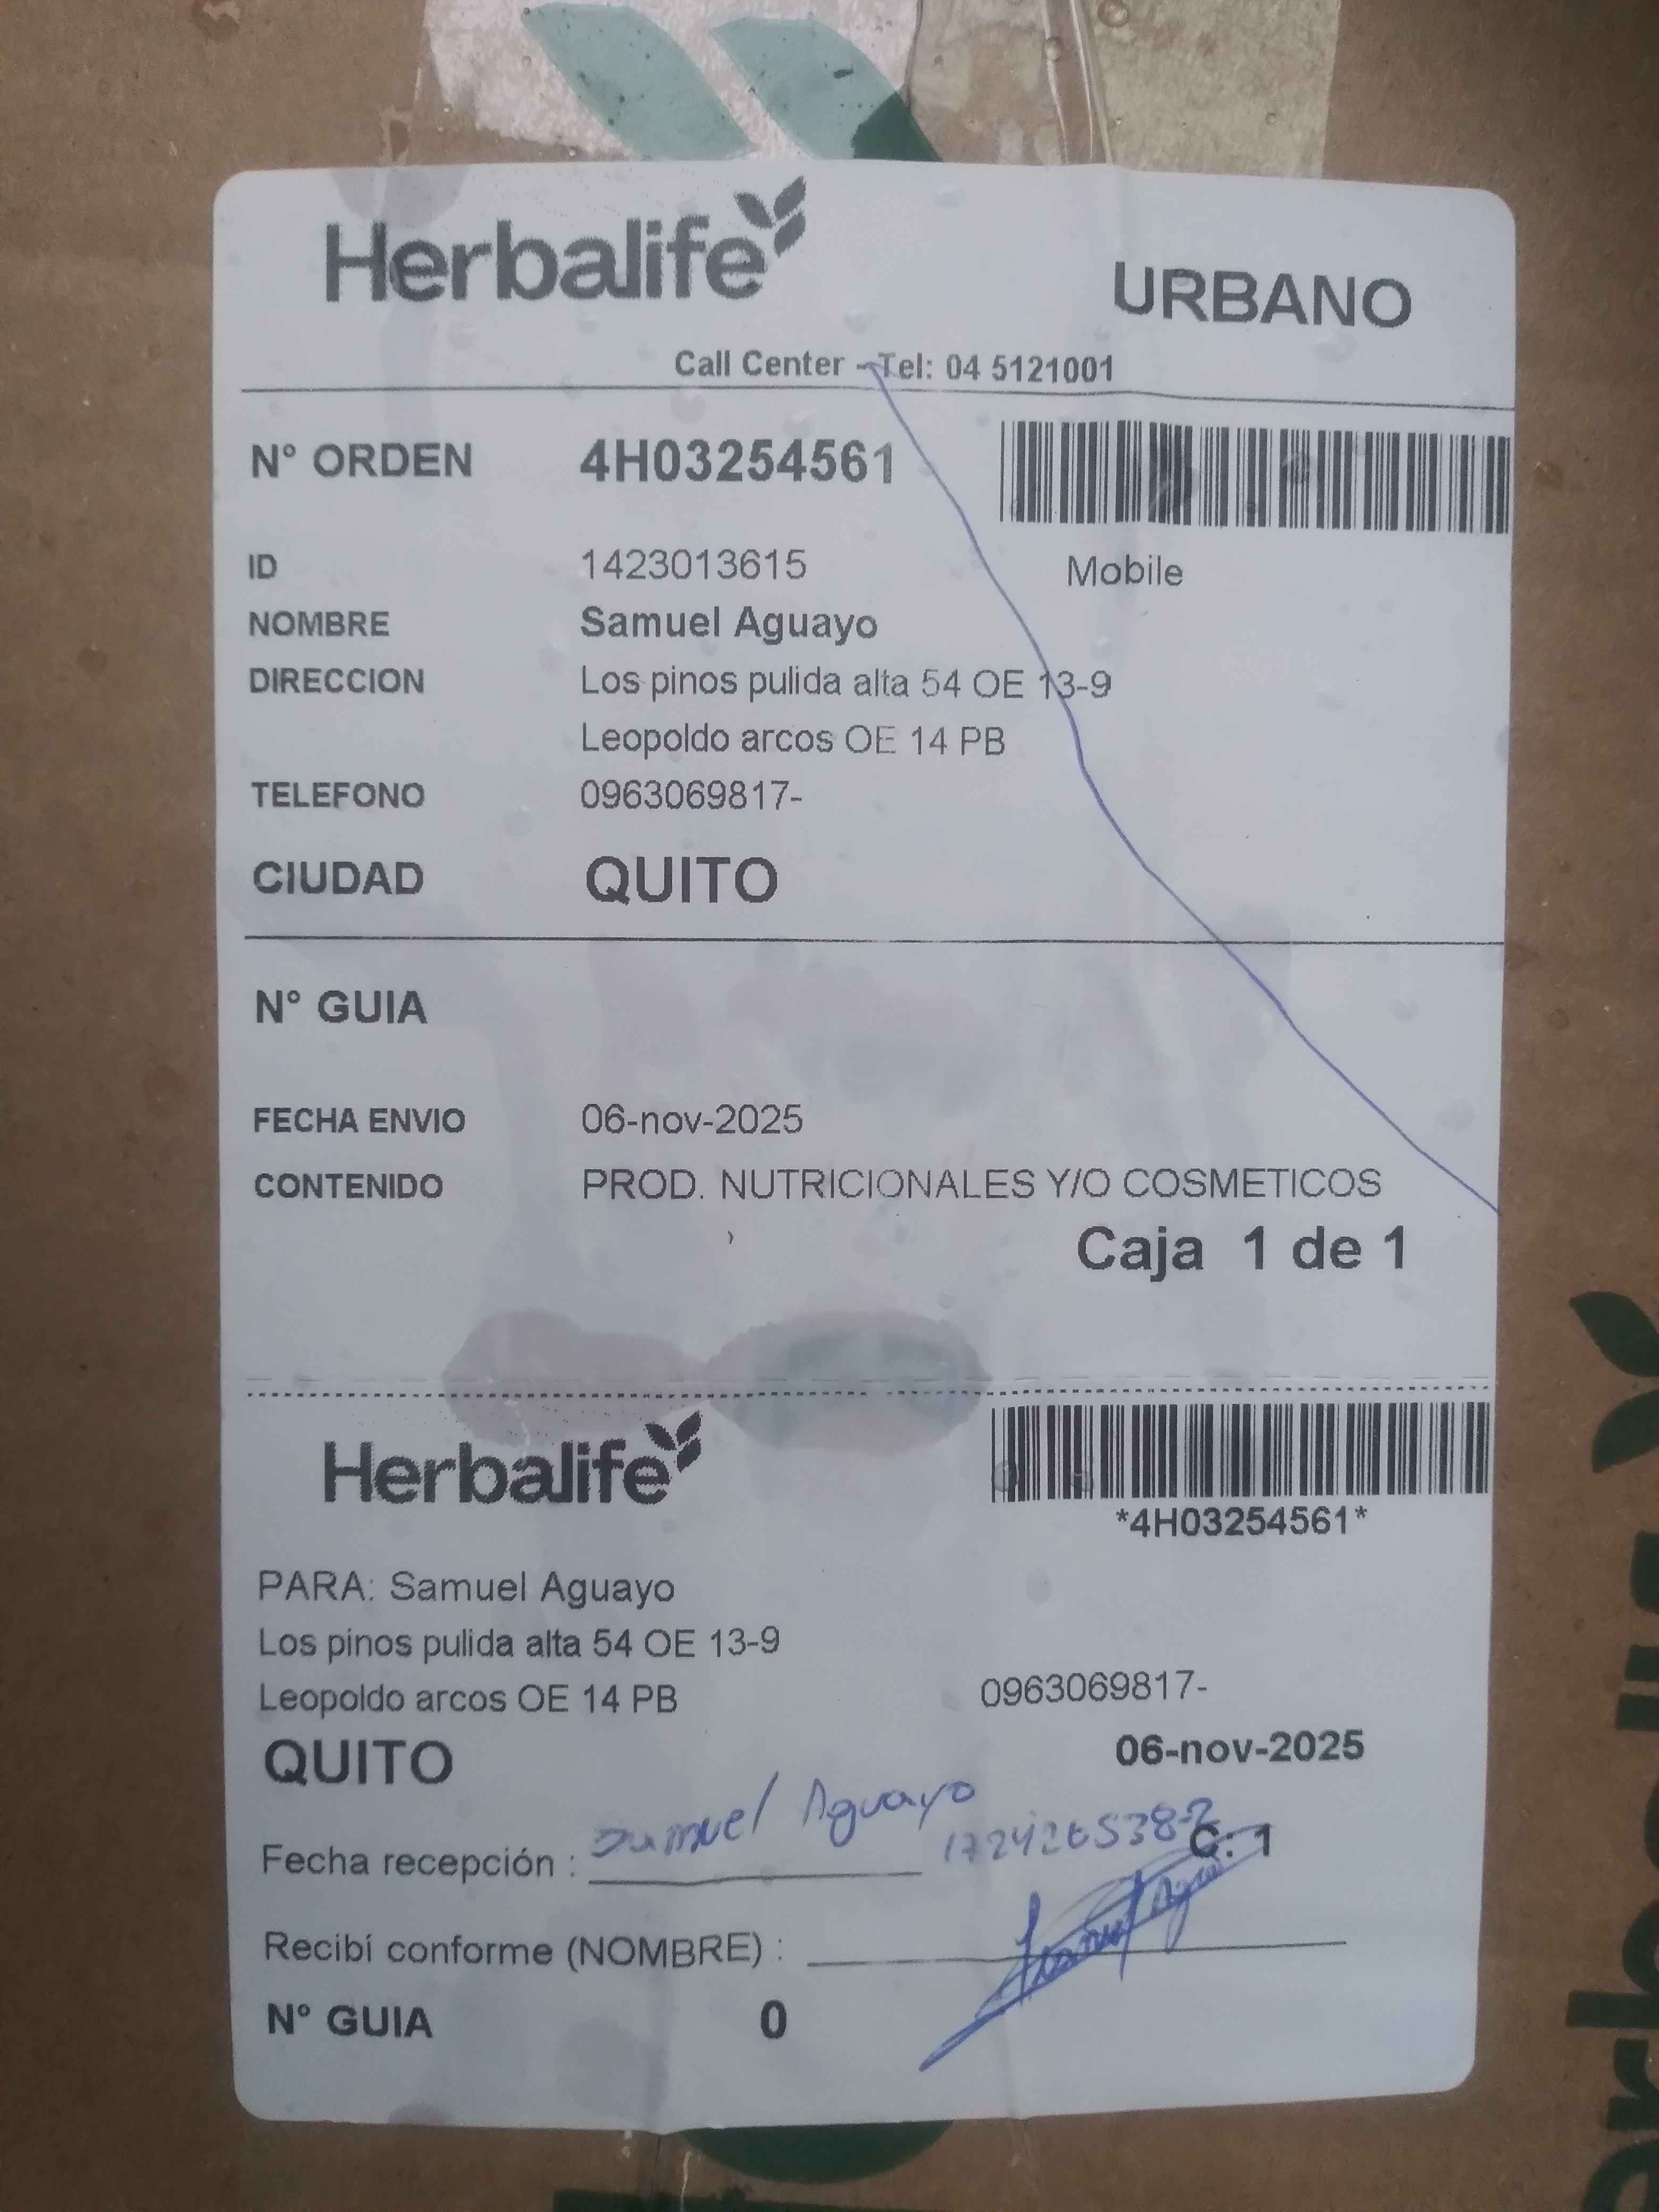 Herbalife
URBANO
Call Center - Tel: 04 5121001
N° ORDEN 4H03254561
ID 1423013615 Mobile
NOMBRE Samuel Aguayo
DIRECCION Los pinos pulida alta 54 OE 13-9
Leopoldo arcos OE 14 PB
TELEFONO 0963069817-
CIUDAD QUITO
N° GUIA
FECHA ENVIO 06-nov-2025
CONTENIDO PROD. NUTRICIONALES Y/O COSMETICOS
Caja 1 de 1
Herbalife
*4H03254561*
PARA: Samuel Aguayo
Los pinos pulida alta 54 OE 13-9
Leopoldo arcos OE 14 PB 0963069817-
QUITO 06-nov-2025
Samuel Aguayo
Fecha recepción : C: 1
Recibí conforme (NOMBRE) :
N° GUIA 0